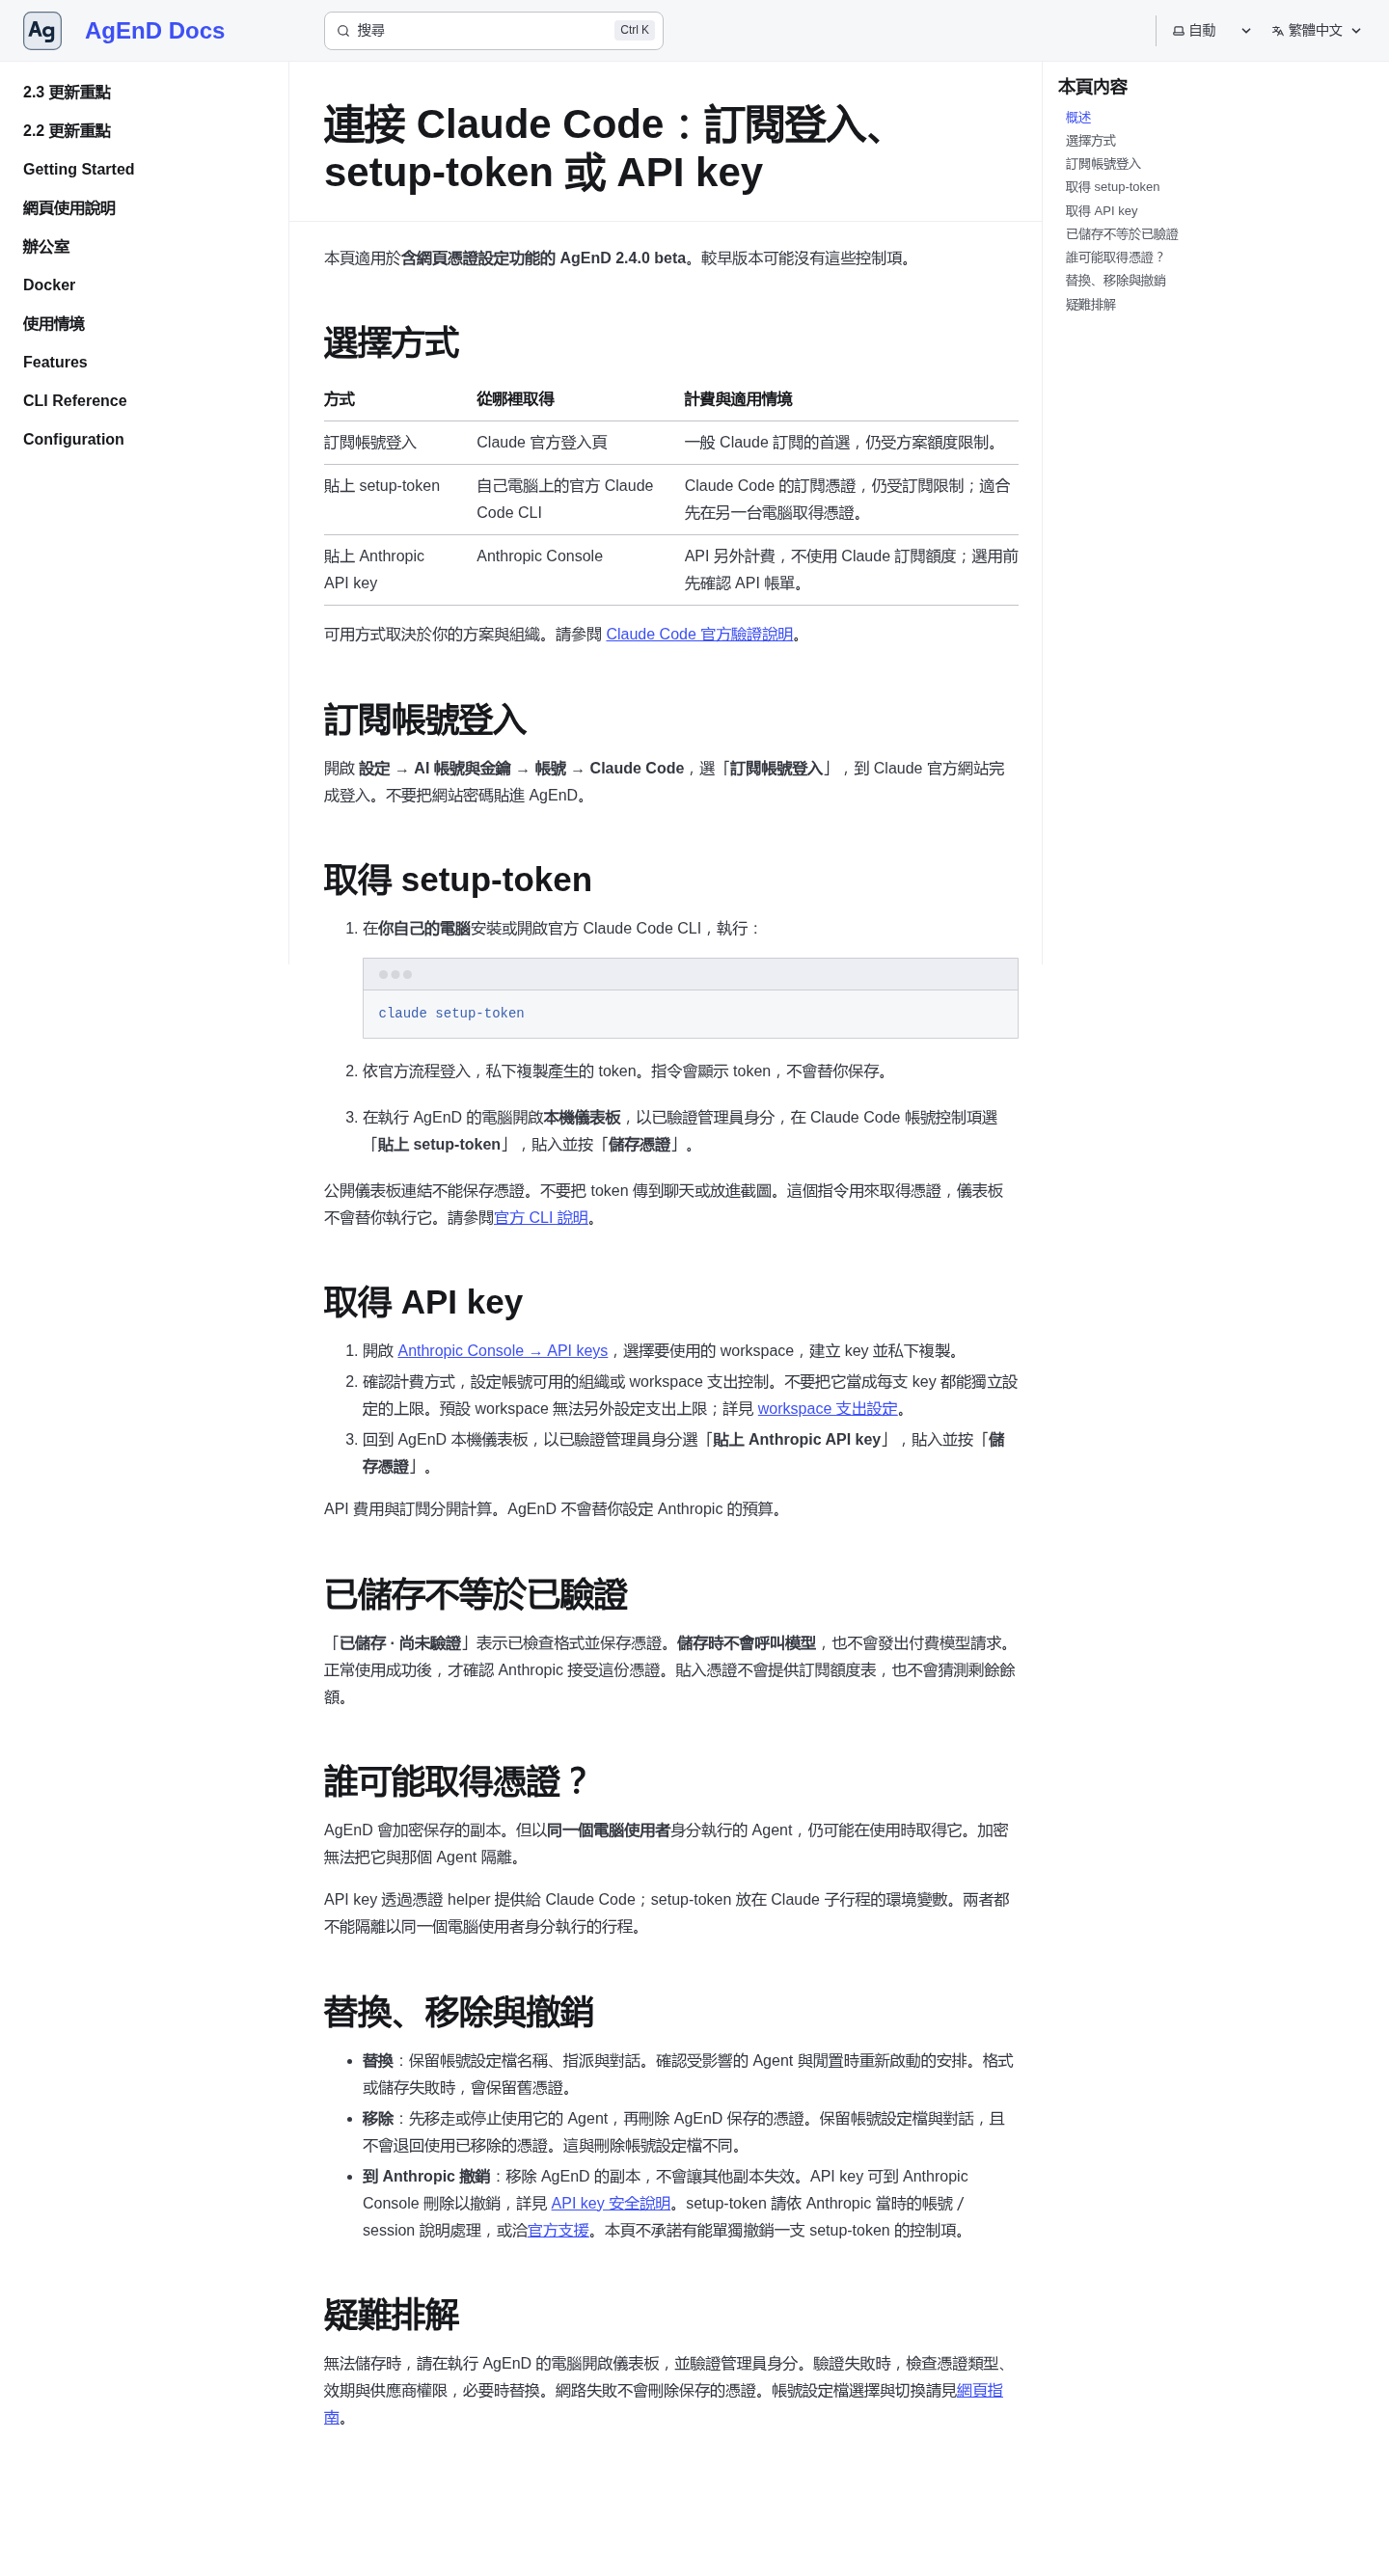 Ag
AgEnD Docs
搜尋
Ctrl K
自動
繁體中文
2.3 更新重點
2.2 更新重點
Getting Started
網頁使用說明
辦公室
Docker
使用情境
Features
CLI Reference
Configuration
連接 Claude Code：訂閱登入、
setup-token 或 API key
本頁適用於含網頁憑證設定功能的 AgEnD 2.4.0 beta。較早版本可能沒有這些控制項。
選擇方式
方式 從哪裡取得 計費與適用情境
訂閱帳號登入 Claude 官方登入頁 一般 Claude 訂閱的首選，仍受方案額度限制。
貼上 setup-token 自己電腦上的官方 Claude Code CLI Claude Code 的訂閱憑證，仍受訂閱限制；適合先在另一台電腦取得憑證。
貼上 Anthropic API key Anthropic Console API 另外計費，不使用 Claude 訂閱額度；選用前先確認 API 帳單。
可用方式取決於你的方案與組織。請參閱 Claude Code 官方驗證說明。
訂閱帳號登入
開啟 設定 → AI 帳號與金鑰 → 帳號 → Claude Code，選「訂閱帳號登入」，到 Claude 官方網站完
成登入。不要把網站密碼貼進 AgEnD。
取得 setup-token
1. 在你自己的電腦安裝或開啟官方 Claude Code CLI，執行：
claude setup-token
2. 依官方流程登入，私下複製產生的 token。指令會顯示 token，不會替你保存。
3. 在執行 AgEnD 的電腦開啟本機儀表板，以已驗證管理員身分，在 Claude Code 帳號控制項選
「貼上 setup-token」，貼入並按「儲存憑證」。
公開儀表板連結不能保存憑證。不要把 token 傳到聊天或放進截圖。這個指令用來取得憑證，儀表板
不會替你執行它。請參閱官方 CLI 說明。
取得 API key
1. 開啟 Anthropic Console → API keys，選擇要使用的 workspace，建立 key 並私下複製。
2. 確認計費方式，設定帳號可用的組織或 workspace 支出控制。不要把它當成每支 key 都能獨立設
定的上限。預設 workspace 無法另外設定支出上限；詳見 workspace 支出設定。
3. 回到 AgEnD 本機儀表板，以已驗證管理員身分選「貼上 Anthropic API key」，貼入並按「儲
存憑證」。
API 費用與訂閱分開計算。AgEnD 不會替你設定 Anthropic 的預算。
已儲存不等於已驗證
「已儲存 · 尚未驗證」表示已檢查格式並保存憑證。儲存時不會呼叫模型，也不會發出付費模型請求。
正常使用成功後，才確認 Anthropic 接受這份憑證。貼入憑證不會提供訂閱額度表，也不會猜測剩餘餘
額。
誰可能取得憑證？
AgEnD 會加密保存的副本。但以同一個電腦使用者身分執行的 Agent，仍可能在使用時取得它。加密
無法把它與那個 Agent 隔離。
API key 透過憑證 helper 提供給 Claude Code；setup-token 放在 Claude 子行程的環境變數。兩者都
不能隔離以同一個電腦使用者身分執行的行程。
替換、移除與撤銷
• 替換：保留帳號設定檔名稱、指派與對話。確認受影響的 Agent 與閒置時重新啟動的安排。格式
或儲存失敗時，會保留舊憑證。
• 移除：先移走或停止使用它的 Agent，再刪除 AgEnD 保存的憑證。保留帳號設定檔與對話，且
不會退回使用已移除的憑證。這與刪除帳號設定檔不同。
• 到 Anthropic 撤銷：移除 AgEnD 的副本，不會讓其他副本失效。API key 可到 Anthropic
Console 刪除以撤銷，詳見 API key 安全說明。setup-token 請依 Anthropic 當時的帳號／
session 說明處理，或洽官方支援。本頁不承諾有能單獨撤銷一支 setup-token 的控制項。
疑難排解
無法儲存時，請在執行 AgEnD 的電腦開啟儀表板，並驗證管理員身分。驗證失敗時，檢查憑證類型、
效期與供應商權限，必要時替換。網路失敗不會刪除保存的憑證。帳號設定檔選擇與切換請見網頁指
南。
本頁內容
概述
選擇方式
訂閱帳號登入
取得 setup-token
取得 API key
已儲存不等於已驗證
誰可能取得憑證？
替換、移除與撤銷
疑難排解